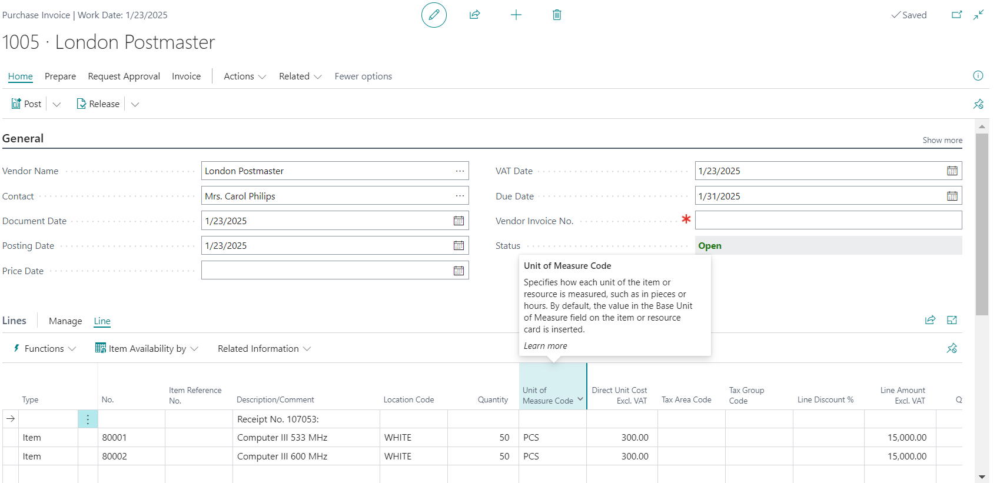 Purchase Invoice | Work Date: 1/23/2025
Saved
1005 · London Postmaster
Home Prepare Request Approval Invoice Actions Related Fewer options
Post Release
General
Show more
Vendor Name London Postmaster ...
VAT Date 1/23/2025
Contact Mrs. Carol Philips ...
Due Date 1/31/2025
Document Date 1/23/2025
Vendor Invoice No. *
Posting Date 1/23/2025
Status Open
Price Date
Unit of Measure Code
Specifies how each unit of the item or
resource is measured, such as in pieces or
hours. By default, the value in the Base Unit
of Measure field on the item or resource
card is inserted.
Learn more
Lines Manage Line
Functions Item Availability by Related Information
Type
No.
Item Reference
No.
Description/Comment
Location Code
Quantity
Unit of
Measure Code
Direct Unit Cost
Excl. VAT
Tax Area Code
Tax Group
Code
Line Discount %
Line Amount
Excl. VAT
Receipt No. 107053:
Item 80001 Computer III 533 MHz WHITE 50 PCS 300.00 15,000.00
Item 80002 Computer III 600 MHz WHITE 50 PCS 300.00 15,000.00